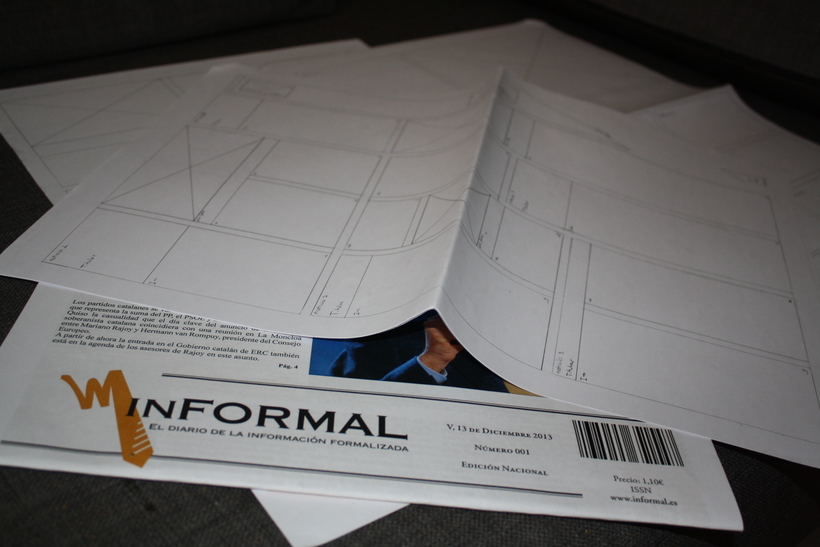 Los partidos catalanes
que representa la suma del PP, el PSOE
Quiso la casualidad que el día clave del anuncio
soberanista catalana coincidiera con una reunión en La Moncloa
entre Mariano Rajoy y Hermann van Rompuy, presidente del Consejo
Europeo.
A partir de ahora la entrada en el Gobierno catalán de ERC también
está en la agenda de los asesores de Rajoy en este asunto.
Pág. 4
INFORMAL
EL DIARIO DE LA INFORMACIÓN FORMALIZADA
V, 13 DE DICIEMBRE 2013
NÚMERO 001
EDICIÓN NACIONAL
Precio: 1,10€
ISSN
www.informal.es